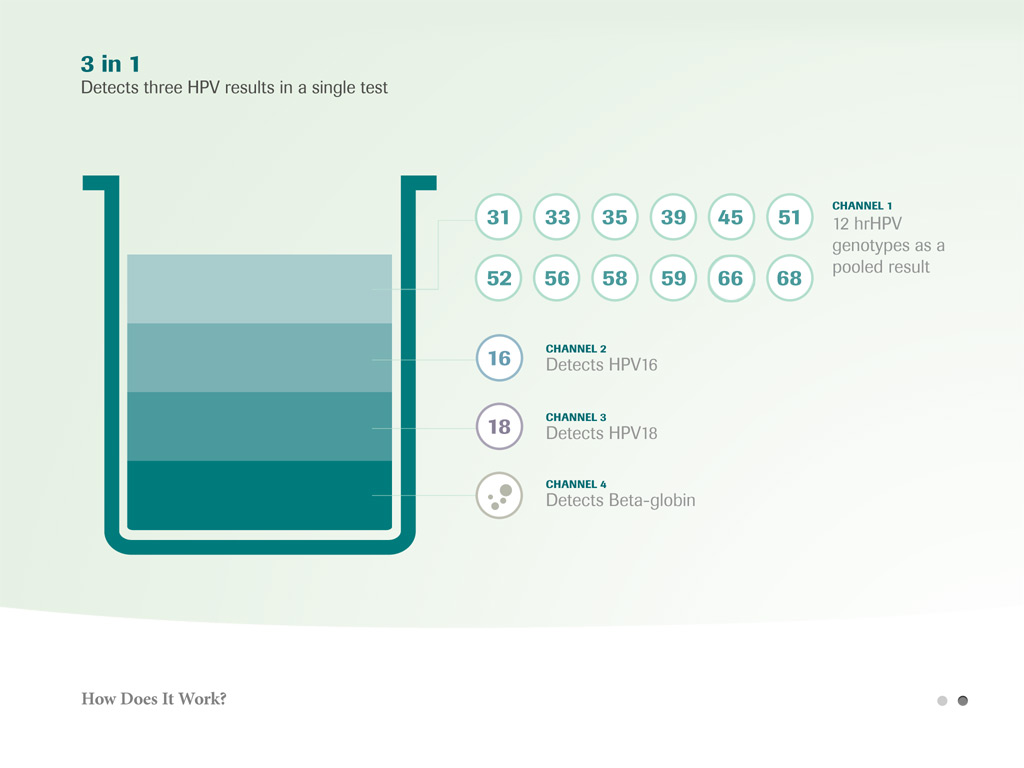 3 in 1
Detects three HPV results in a single test
31 33 35 39 45 51
52 56 58 59 66 68
CHANNEL 1
12 hrHPV
genotypes as a
pooled result
16
CHANNEL 2
Detects HPV16
18
CHANNEL 3
Detects HPV18
CHANNEL 4
Detects Beta-globin
How Does It Work?